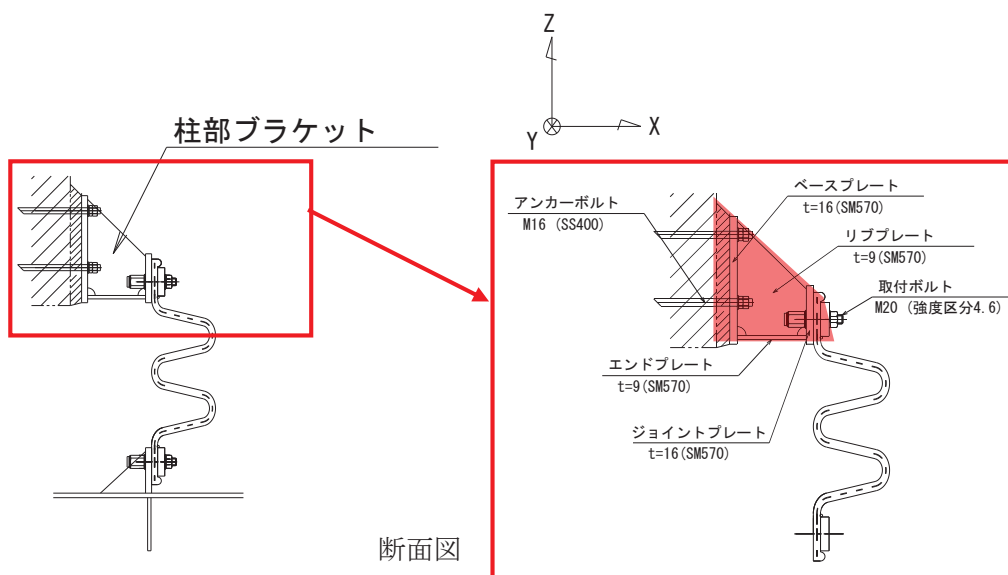 Z
X
Y
柱部ブラケット
アンカーボルト
M16 (SS400)
ベースプレート
t=16(SM570)
リブプレート
t=9(SM570)
取付ボルト
M20 (強度区分4.6)
エンドプレート
t=9(SM570)
ジョイントプレート
t=16(SM570)
断面図